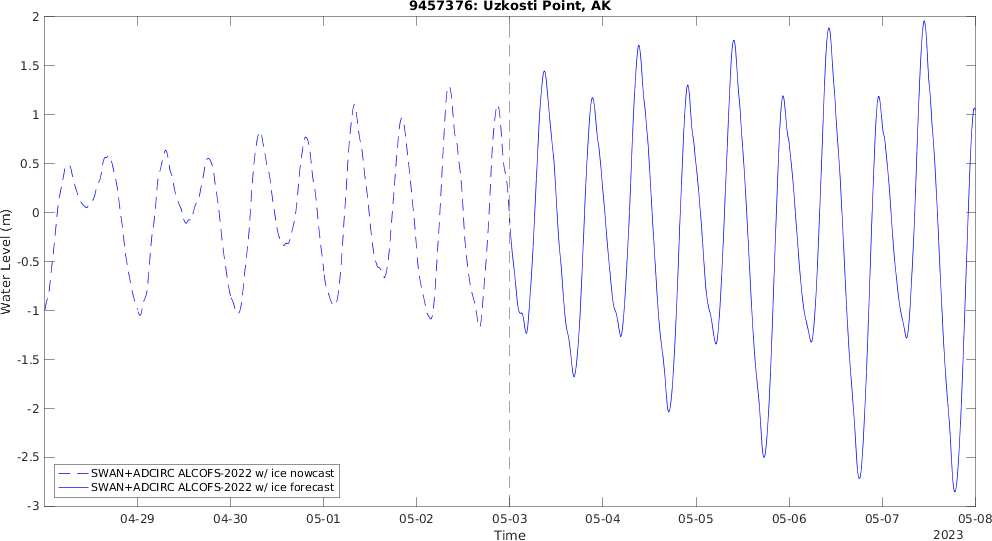 9457376: Uzkosti Point, AK
2
1.5
1
0.5
0
-0.5
-1
-1.5
-2
-2.5
-3
Water Level (m)
SWAN+ADCIRC ALCOFS-2022 w/ ice nowcast
SWAN+ADCIRC ALCOFS-2022 w/ ice forecast
04-29 04-30 05-01 05-02 05-03 05-04 05-05 05-06 05-07 05-08
Time
2023